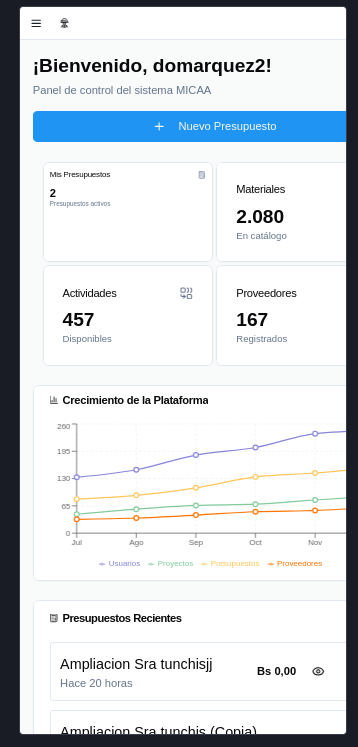 ¡Bienvenido, domarquez2!
Panel de control del sistema MICAA
+ Nuevo Presupuesto
Mis Presupuestos
2
Presupuestos activos
Materiales
2.080
En catálogo
Actividades
457
Disponibles
Proveedores
167
Registrados
Crecimiento de la Plataforma
260
195
130
65
0
Jul Ago Sep Oct Nov
Usuarios Proyectos Presupuestos Proveedores
Presupuestos Recientes
Ampliacion Sra tunchisjj
Hace 20 horas
Bs 0,00
Ampliacion Sra tunchis (Copia)